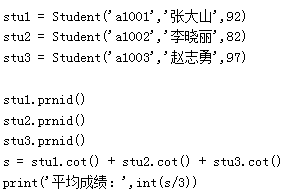 stu1 = Student('a1001','张大山',92)
stu2 = Student('a1002','李晓丽',82)
stu3 = Student('a1003','赵志勇',97)
stu1.prnid()
stu2.prnid()
stu3.prnid()
s = stu1.cot() + stu2.cot() + stu3.cot()
print('平均成绩：',int(s/3))